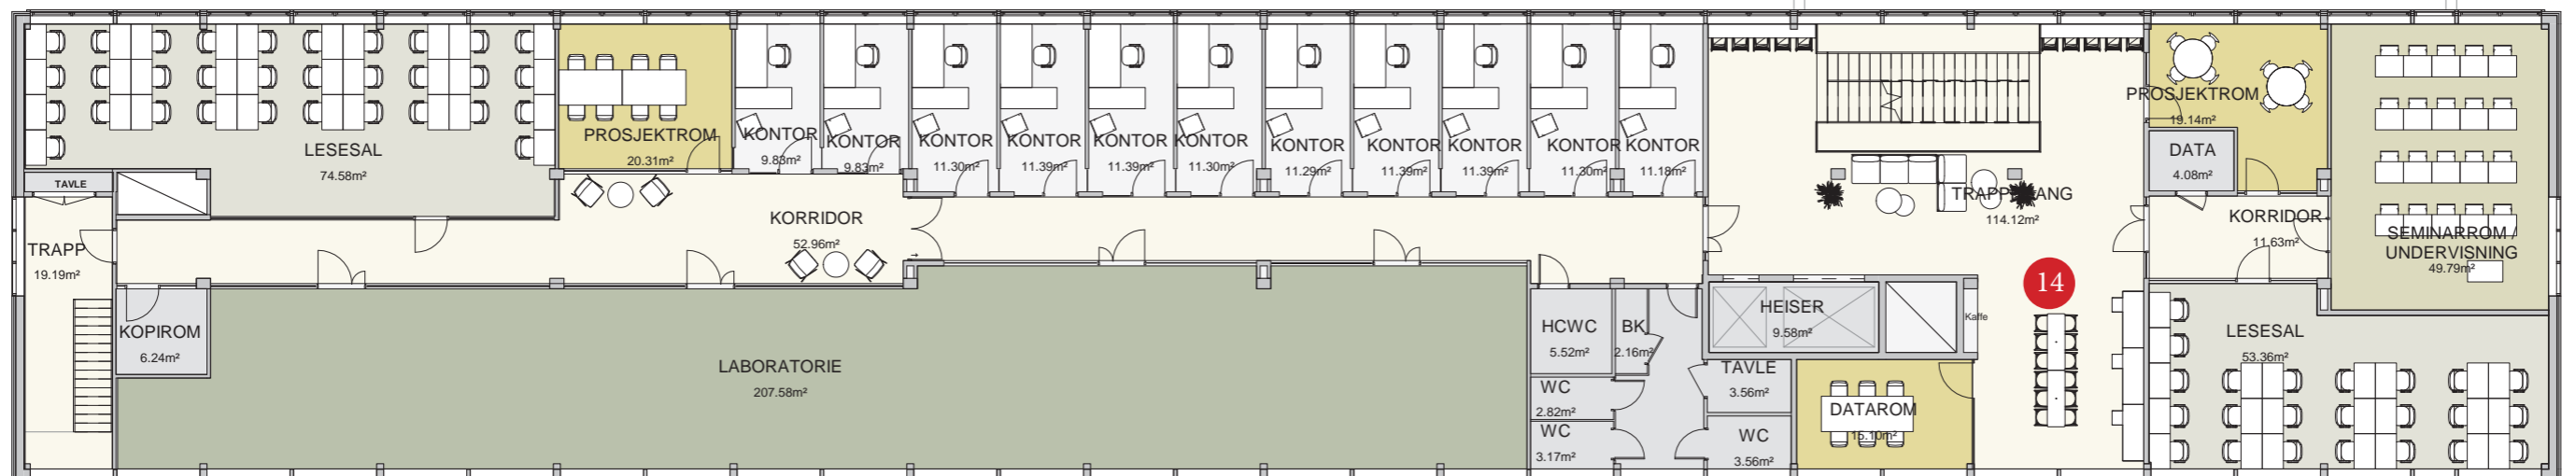 LESESAL
74.58m²
TAVLE
TRAPP
19.19m²
KOPIROM
6.24m²
PROSJEKTROM
20.31m²
KONTOR
9.83m²
KONTOR
9.83m²
KONTOR
11.30m²
KONTOR
11.39m²
KONTOR
11.39m²
KONTOR
11.30m²
KONTOR
11.29m²
KONTOR
11.39m²
KONTOR
11.39m²
KONTOR
11.30m²
KONTOR
11.18m²
KORRIDOR
52.96m²
LABORATORIE
207.58m²
HCWC
5.52m²
BK
2.16m²
WC
2.82m²
WC
3.17m²
HEISER
9.58m²
TAVLE
3.56m²
WC
3.56m²
DATAROM
15.10m²
Kaffe
114.12m²
14
PROSJEKTROM
19.14m²
DATA
4.08m²
KORRIDOR
11.63m²
SEMINARROM /
UNDERVISNING
49.79m²
LESESAL
53.36m²